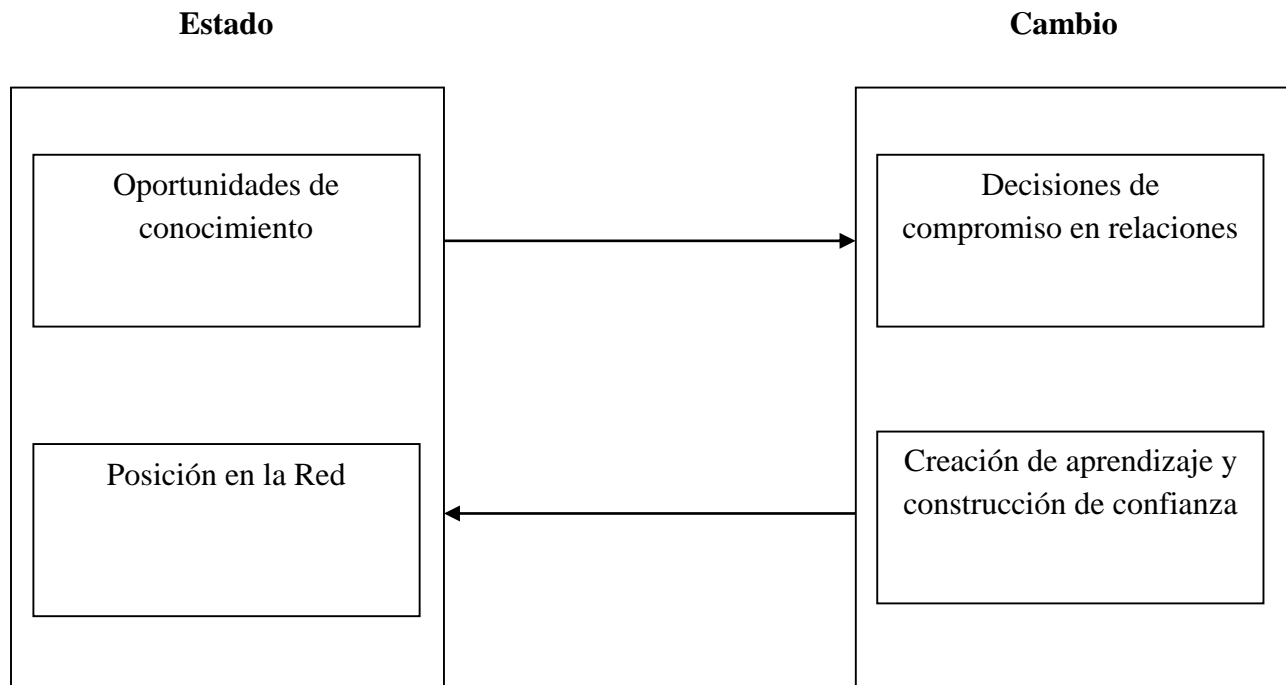 Estado
Cambio
Oportunidades de
conocimiento
Decisiones de
compromiso en relaciones
Posición en la Red
Creación de aprendizaje y
construcción de confianza